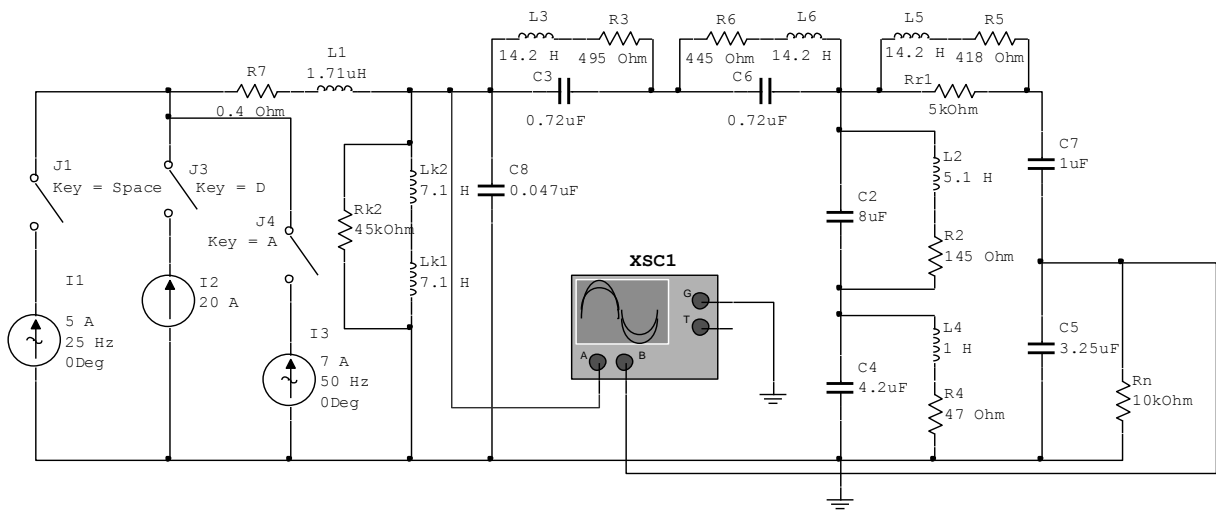 L3
14.2 H
R3
495 Ohm
C3
0.72uF
R6
445 Ohm
L6
14.2 H
C6
0.72uF
L5
14.2 H
R5
418 Ohm
Rr1
5kOhm
L1
1.71uH
R7
0.4 Ohm
J1
Key = Space
J3
Key = D
J4
Key = A
Lk2
7.1 H
Rk2
45kOhm
Lk1
7.1 H
C8
0.047uF
C7
1uF
L2
5.1 H
C2
8uF
R2
145 Ohm
XSC1
G
T
A
B
I1
5 A
25 Hz
0Deg
I2
20 A
I3
7 A
50 Hz
0Deg
L4
1 H
C4
4.2uF
R4
47 Ohm
C5
3.25uF
Rn
10kOhm